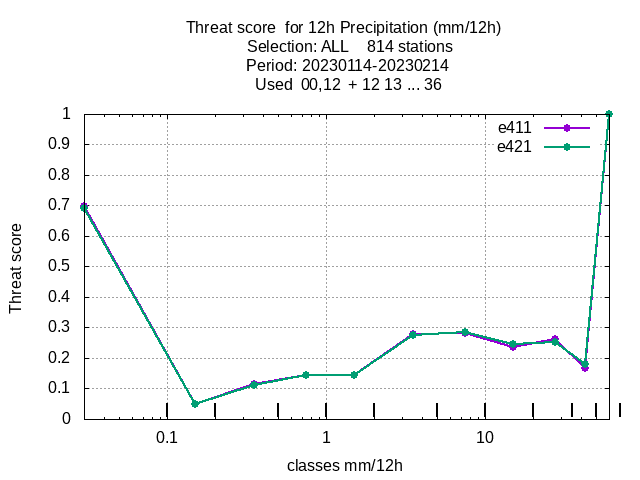 Threat score  for 12h Precipitation (mm/12h)
Selection: ALL    814 stations
Period: 20230114-20230214
Used  00,12  + 12 13 ... 36
e411
e421
1
0.9
0.8
0.7
0.6
0.5
0.4
0.3
0.2
0.1
0
Threat score
0.1 1 10
classes mm/12h